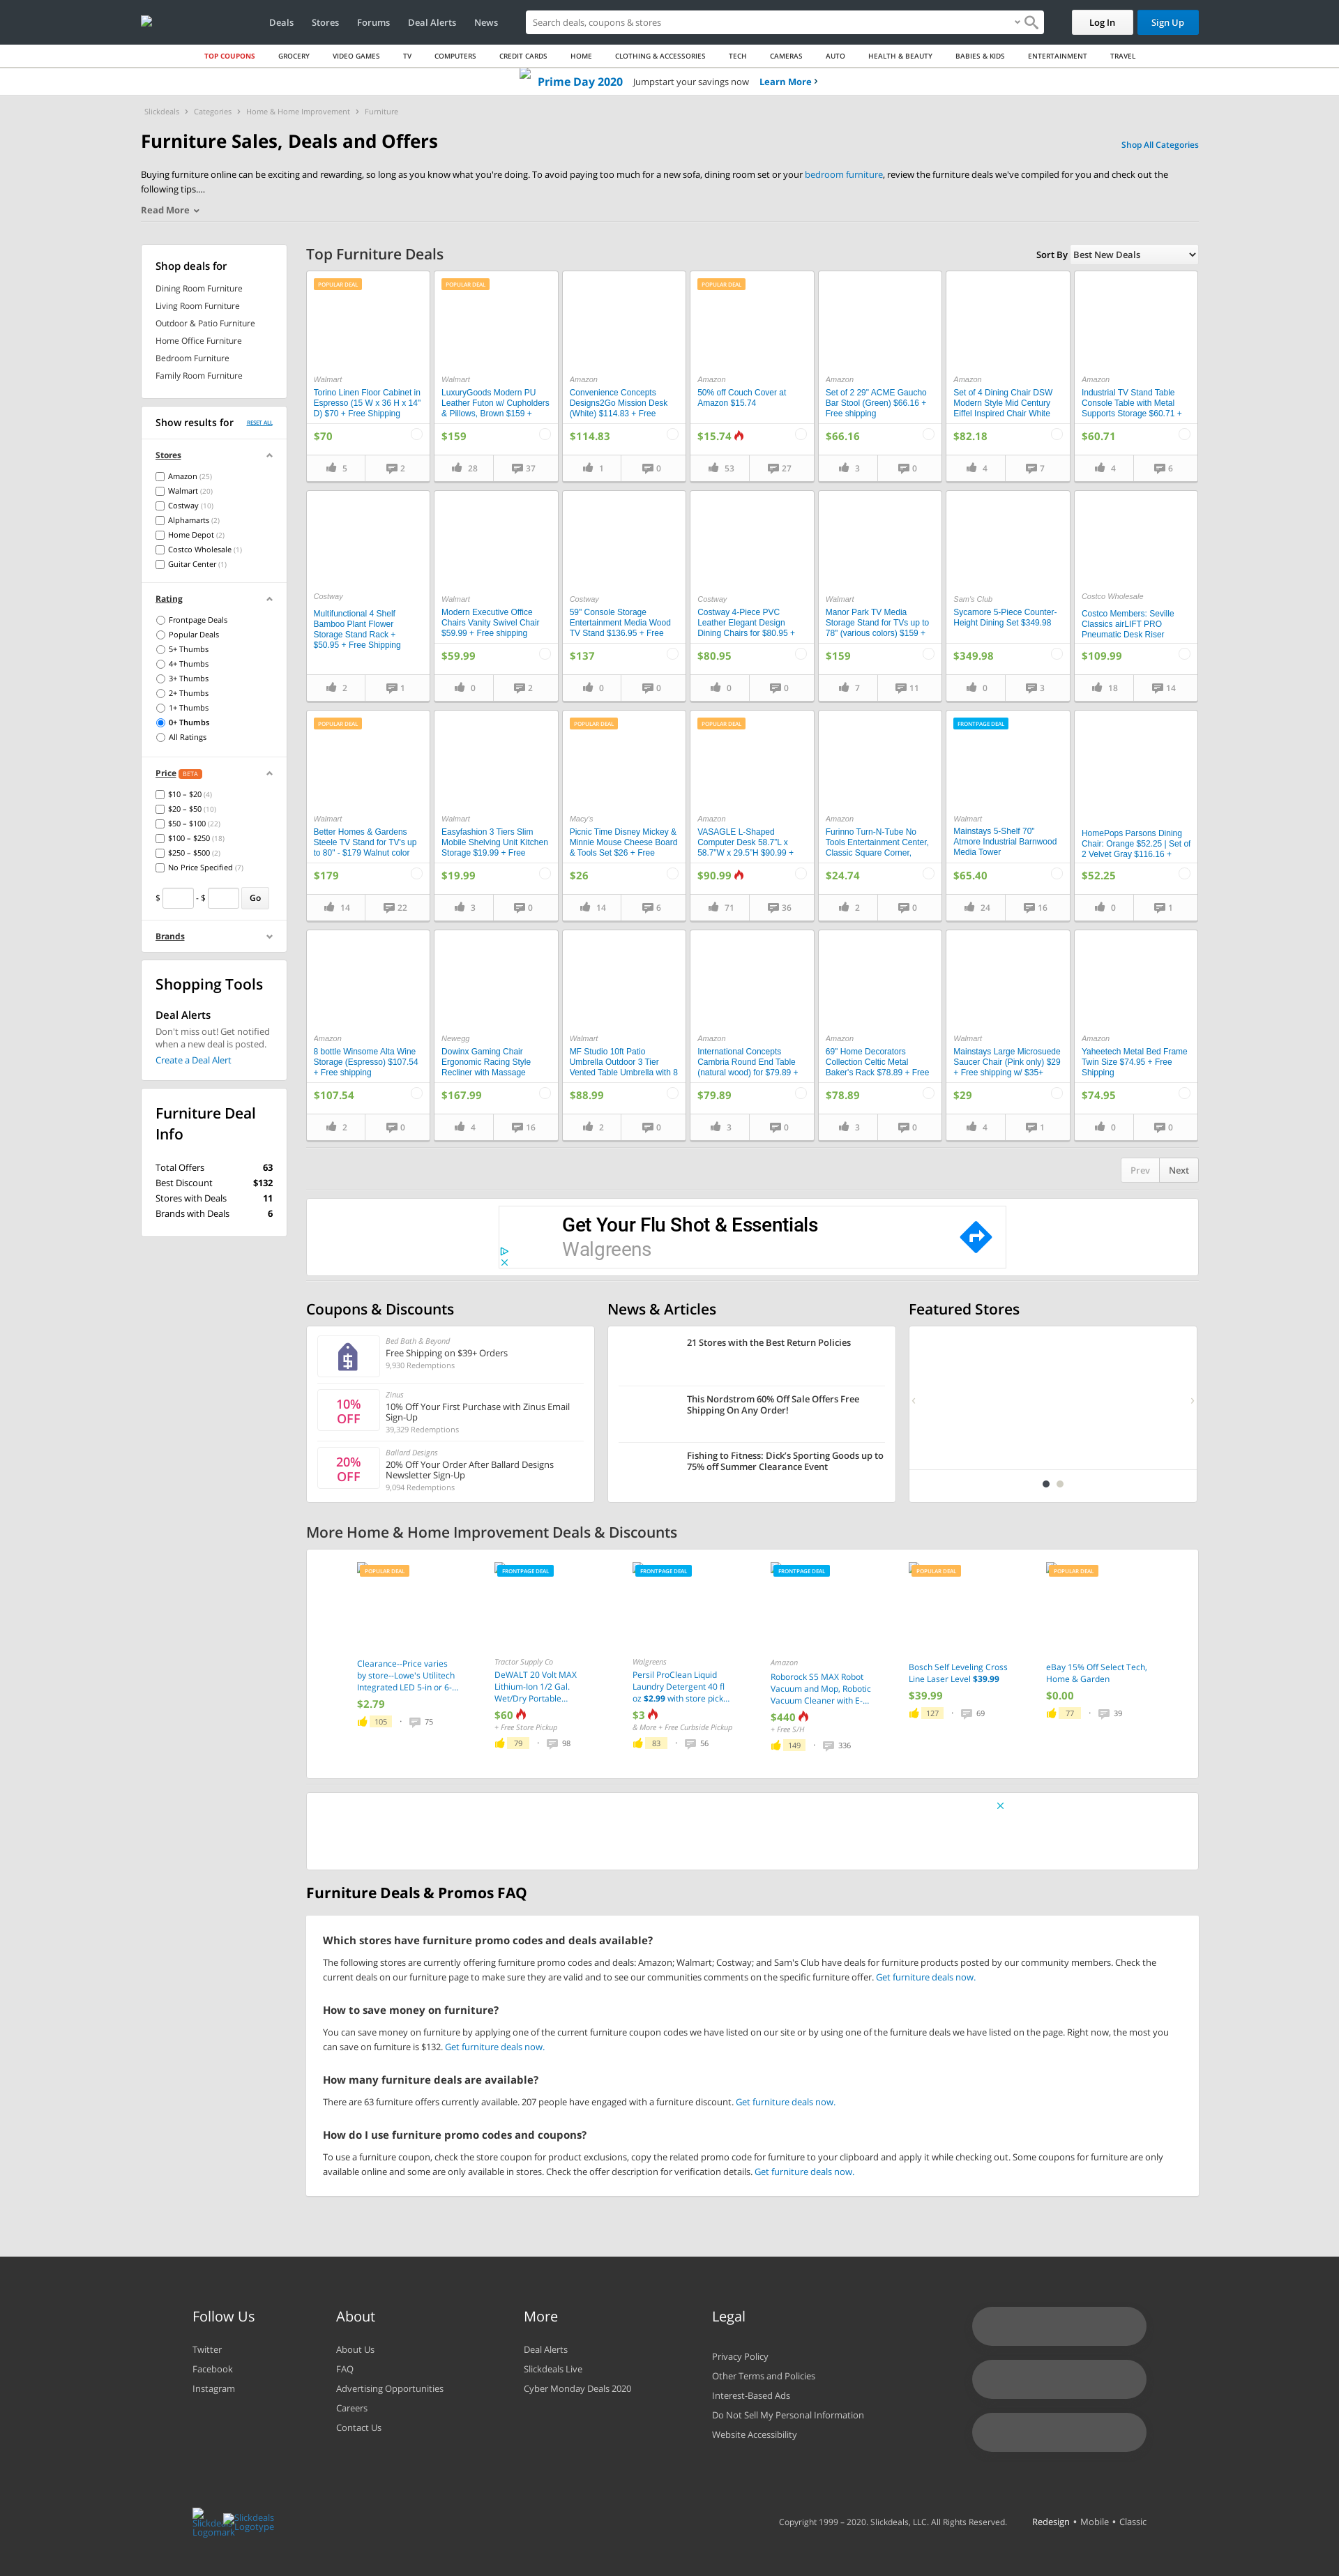 Deals Stores Forums Deal Alerts News
Search deals, coupons & stores
Log In
Sign Up
TOP COUPONS GROCERY VIDEO GAMES TV COMPUTERS CREDIT CARDS HOME CLOTHING & ACCESSORIES TECH CAMERAS AUTO HEALTH & BEAUTY BABIES & KIDS ENTERTAINMENT TRAVEL
Prime Day 2020 Jumpstart your savings now Learn More
Slickdeals Categories Home & Home Improvement Furniture
Furniture Sales, Deals and Offers
Shop All Categories
Buying furniture online can be exciting and rewarding, so long as you know what you're doing. To avoid paying too much for a new sofa, dining room set or your bedroom furniture, review the furniture deals we've compiled for you and check out the
following tips....
Read More
Shop deals for
Dining Room Furniture
Living Room Furniture
Outdoor & Patio Furniture
Home Office Furniture
Bedroom Furniture
Family Room Furniture
Show results for RESET ALL
Stores
Amazon (25)
Walmart (20)
Costway (10)
Alphamarts (2)
Home Depot (2)
Costco Wholesale (1)
Guitar Center (1)
Rating
Frontpage Deals
Popular Deals
5+ Thumbs
4+ Thumbs
3+ Thumbs
2+ Thumbs
1+ Thumbs
0+ Thumbs
All Ratings
Price BETA
$10 – $20 (4)
$20 – $50 (10)
$50 – $100 (22)
$100 – $250 (18)
$250 – $500 (2)
No Price Specified (7)
$ - $ Go
Brands
Shopping Tools
Deal Alerts
Don't miss out! Get notified
when a new deal is posted.
Create a Deal Alert
Furniture Deal
Info
Total Offers 63
Best Discount $132
Stores with Deals 11
Brands with Deals 6
Top Furniture Deals
Sort By Best New Deals
POPULAR DEAL
Walmart
Torino Linen Floor Cabinet in
Espresso (15 W x 36 H x 14"
D) $70 + Free Shipping
$70
5 2
POPULAR DEAL
Walmart
LuxuryGoods Modern PU
Leather Futon w/ Cupholders
& Pillows, Brown $159 +
$159
28 37
Amazon
Convenience Concepts
Designs2Go Mission Desk
(White) $114.83 + Free
$114.83
1 0
POPULAR DEAL
Amazon
50% off Couch Cover at
Amazon $15.74
$15.74
53 27
Amazon
Set of 2 29" ACME Gaucho
Bar Stool (Green) $66.16 +
Free shipping
$66.16
3 0
Amazon
Set of 4 Dining Chair DSW
Modern Style Mid Century
Eiffel Inspired Chair White
$82.18
4 7
Amazon
Industrial TV Stand Table
Console Table with Metal
Supports Storage $60.71 +
$60.71
4 6
Costway
Multifunctional 4 Shelf
Bamboo Plant Flower
Storage Stand Rack +
$50.95 + Free Shipping
2 1
Walmart
Modern Executive Office
Chairs Vanity Swivel Chair
$59.99 + Free shipping
$59.99
0 2
Costway
59" Console Storage
Entertainment Media Wood
TV Stand $136.95 + Free
$137
0 0
Costway
Costway 4-Piece PVC
Leather Elegant Design
Dining Chairs for $80.95 +
$80.95
0 0
Walmart
Manor Park TV Media
Storage Stand for TVs up to
78" (various colors) $159 +
$159
7 11
Sam's Club
Sycamore 5-Piece Counter-
Height Dining Set $349.98
$349.98
0 3
Costco Wholesale
Costco Members: Seville
Classics airLIFT PRO
Pneumatic Desk Riser
$109.99
18 14
POPULAR DEAL
Walmart
Better Homes & Gardens
Steele TV Stand for TV's up
to 80" - $179 Walnut color
$179
14 22
Walmart
Easyfashion 3 Tiers Slim
Mobile Shelving Unit Kitchen
Storage $19.99 + Free
$19.99
3 0
POPULAR DEAL
Macy's
Picnic Time Disney Mickey &
Minnie Mouse Cheese Board
& Tools Set $26 + Free
$26
14 6
POPULAR DEAL
Amazon
VASAGLE L-Shaped
Computer Desk 58.7"L x
58.7"W x 29.5"H $90.99 +
$90.99
71 36
Amazon
Furinno Turn-N-Tube No
Tools Entertainment Center,
Classic Square Corner,
$24.74
2 0
FRONTPAGE DEAL
Walmart
Mainstays 5-Shelf 70"
Atmore Industrial Barnwood
Media Tower
$65.40
24 16
HomePops Parsons Dining
Chair: Orange $52.25 | Set of
2 Velvet Gray $116.16 +
$52.25
0 1
Amazon
8 bottle Winsome Alta Wine
Storage (Espresso) $107.54
+ Free shipping
$107.54
2 0
Newegg
Dowinx Gaming Chair
Ergonomic Racing Style
Recliner with Massage
$167.99
4 16
Walmart
MF Studio 10ft Patio
Umbrella Outdoor 3 Tier
Vented Table Umbrella with 8
$88.99
2 0
Amazon
International Concepts
Cambria Round End Table
(natural wood) for $79.89 +
$79.89
3 0
Amazon
69" Home Decorators
Collection Celtic Metal
Baker's Rack $78.89 + Free
$78.89
3 0
Walmart
Mainstays Large Microsuede
Saucer Chair (Pink only) $29
+ Free shipping w/ $35+
$29
4 1
Amazon
Yaheetech Metal Bed Frame
Twin Size $74.95 + Free
Shipping
$74.95
0 0
Prev Next
Get Your Flu Shot & Essentials
Walgreens
Coupons & Discounts
Bed Bath & Beyond
Free Shipping on $39+ Orders
9,930 Redemptions
10%
OFF
Zinus
10% Off Your First Purchase with Zinus Email
Sign-Up
39,329 Redemptions
20%
OFF
Ballard Designs
20% Off Your Order After Ballard Designs
Newsletter Sign-Up
9,094 Redemptions
News & Articles
21 Stores with the Best Return Policies
This Nordstrom 60% Off Sale Offers Free
Shipping On Any Order!
Fishing to Fitness: Dick's Sporting Goods up to
75% off Summer Clearance Event
Featured Stores
More Home & Home Improvement Deals & Discounts
POPULAR DEAL
Clearance--Price varies
by store--Lowe's Utilitech
Integrated LED 5-in or 6-...
$2.79
105 · 75
FRONTPAGE DEAL
Tractor Supply Co
DeWALT 20 Volt MAX
Lithium-Ion 1/2 Gal.
Wet/Dry Portable...
$60
+ Free Store Pickup
79 · 98
FRONTPAGE DEAL
Walgreens
Persil ProClean Liquid
Laundry Detergent 40 fl
oz $2.99 with store pick...
$3
& More + Free Curbside Pickup
83 · 56
FRONTPAGE DEAL
Amazon
Roborock S5 MAX Robot
Vacuum and Mop, Robotic
Vacuum Cleaner with E-...
$440
+ Free S/H
149 · 336
POPULAR DEAL
Bosch Self Leveling Cross
Line Laser Level $39.99
$39.99
127 · 69
POPULAR DEAL
eBay 15% Off Select Tech,
Home & Garden
$0.00
77 · 39
Furniture Deals & Promos FAQ
Which stores have furniture promo codes and deals available?
The following stores are currently offering furniture promo codes and deals: Amazon; Walmart; Costway; and Sam's Club have deals for furniture products posted by our community members. Check the
current deals on our furniture page to make sure they are valid and to see our communities comments on the specific furniture offer. Get furniture deals now.
How to save money on furniture?
You can save money on furniture by applying one of the current furniture coupon codes we have listed on our site or by using one of the furniture deals we have listed on the page. Right now, the most you
can save on furniture is $132. Get furniture deals now.
How many furniture deals are available?
There are 63 furniture offers currently available. 207 people have engaged with a furniture discount. Get furniture deals now.
How do I use furniture promo codes and coupons?
To use a furniture coupon, check the store coupon for product exclusions, copy the related promo code for furniture to your clipboard and apply it while checking out. Some coupons for furniture are only
available online and some are only available in stores. Check the offer description for verification details. Get furniture deals now.
Follow Us
Twitter
Facebook
Instagram
About
About Us
FAQ
Advertising Opportunities
Careers
Contact Us
More
Deal Alerts
Slickdeals Live
Cyber Monday Deals 2020
Legal
Privacy Policy
Other Terms and Policies
Interest-Based Ads
Do Not Sell My Personal Information
Website Accessibility
Slickdeals
Logomark
Slickdeals
Logotype
Copyright 1999 – 2020. Slickdeals, LLC. All Rights Reserved.
Redesign • Mobile • Classic